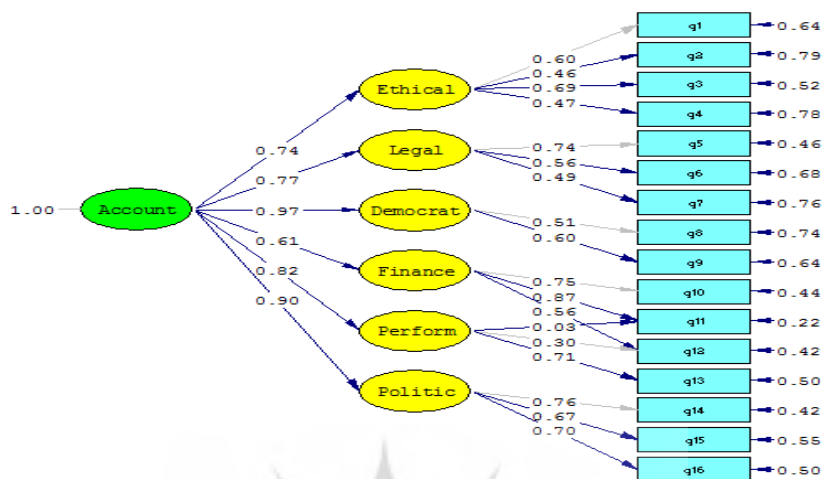 q1
0.64
0.60
q2
0.79
0.46
Ethical
0.69
q3
0.52
0.47
q4
0.78
0.74
Legal
0.74
q5
0.46
0.56
q6
0.68
0.77
0.49
q7
0.76
1.00
Account
0.97
Democrat
0.51
q8
0.74
0.60
q9
0.64
0.61
Finance
0.75
q10
0.44
0.82
0.87
q11
0.22
0.90
0.56
Perform
0.03
q12
0.42
0.30
0.71
q13
0.50
Politic
0.76
q14
0.42
0.67
q15
0.55
0.70
q16
0.50